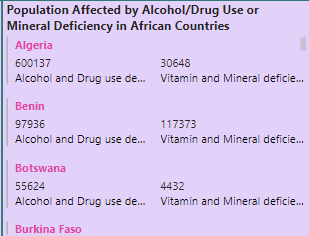 Population Affected by Alcohol/Drug Use or
Mineral Deficiency in African Countries
Algeria
600137 30648
Alcohol and Drug use de... Vitamin and Mineral deficie...
Benin
97936 117373
Alcohol and Drug use de... Vitamin and Mineral deficie...
Botswana
55624 4432
Alcohol and Drug use de... Vitamin and Mineral deficie...
Burkina Faso